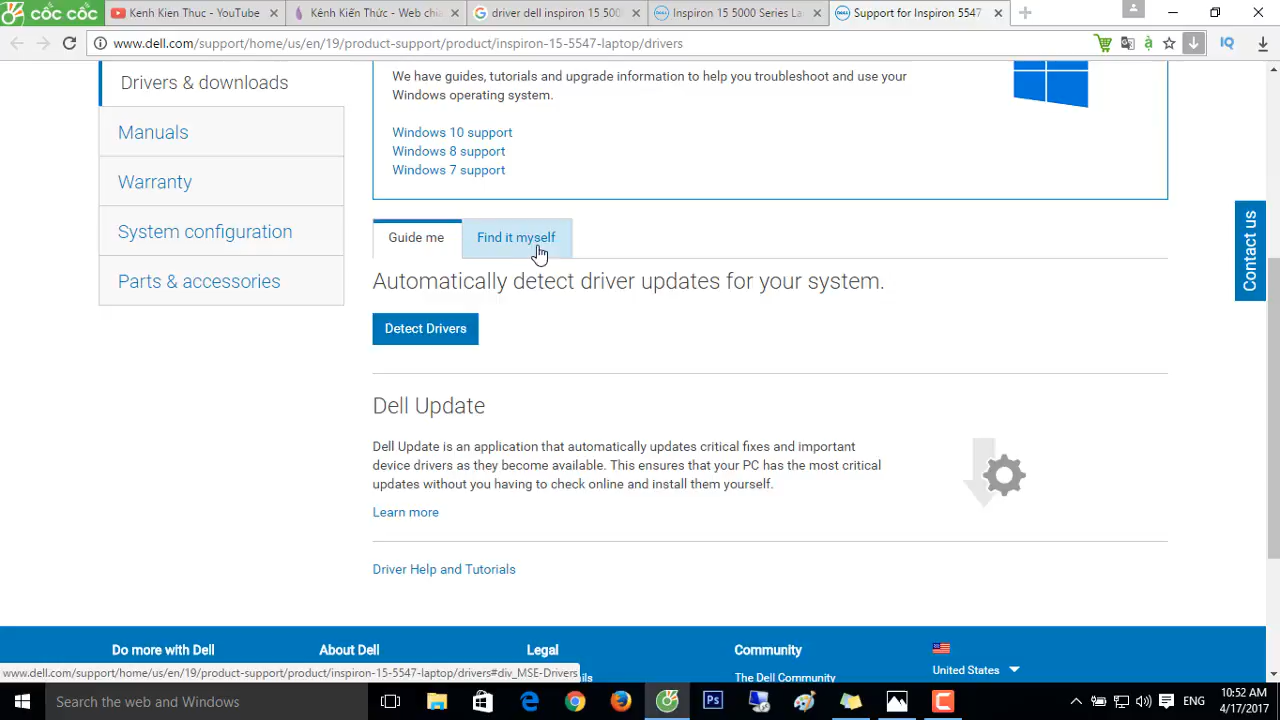 cốc cốc
Kenh Kien Thuc - YouTube
Kênh Kiến Thức - Web chi
driver dell inspiron 15 500
Inspiron 15 5000 Series La
Support for Inspiron 5547
www.dell.com/support/home/us/en/19/product-support/product/inspiron-15-5547-laptop/drivers
IQ
Drivers & downloads
Manuals
Warranty
System configuration
Parts & accessories
We have guides, tutorials and upgrade information to help you troubleshoot and use your
Windows operating system.
Windows 10 support
Windows 8 support
Windows 7 support
Guide me
Find it myself
Automatically detect driver updates for your system.
Detect Drivers
Contact us
Dell Update
Dell Update is an application that automatically updates critical fixes and important
device drivers as they become available. This ensures that your PC has the most critical
updates without you having to check online and install them yourself.
Learn more
Driver Help and Tutorials
Do more with Dell
About Dell
Legal
Community
United States
The Dell Community
www.dell.com/support/home/us/en/19/product-support/product/inspiron-15-5547-laptop/drivers#div_MSE-Drivers
Search the web and Windows
Ps
ENG
10:52 AM
4/17/2017